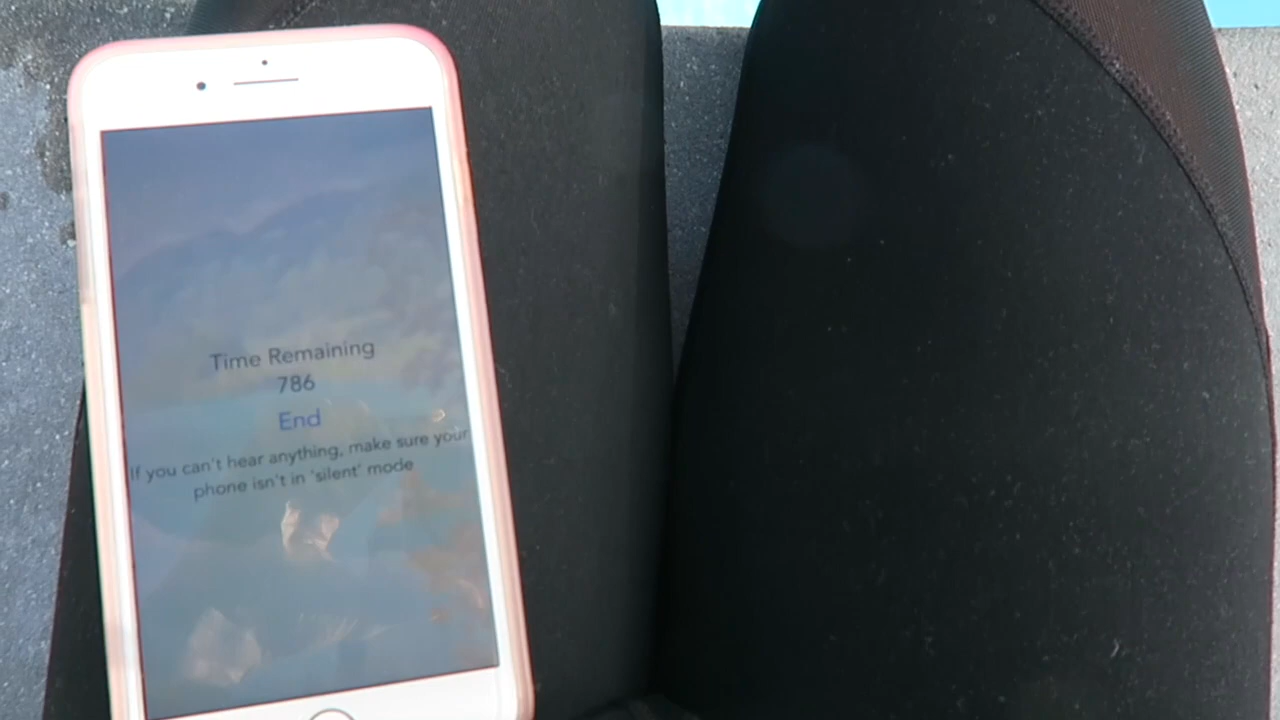 Time Remaining
786
End
If you can't hear anything, make sure your
phone isn't in 'silent' mode